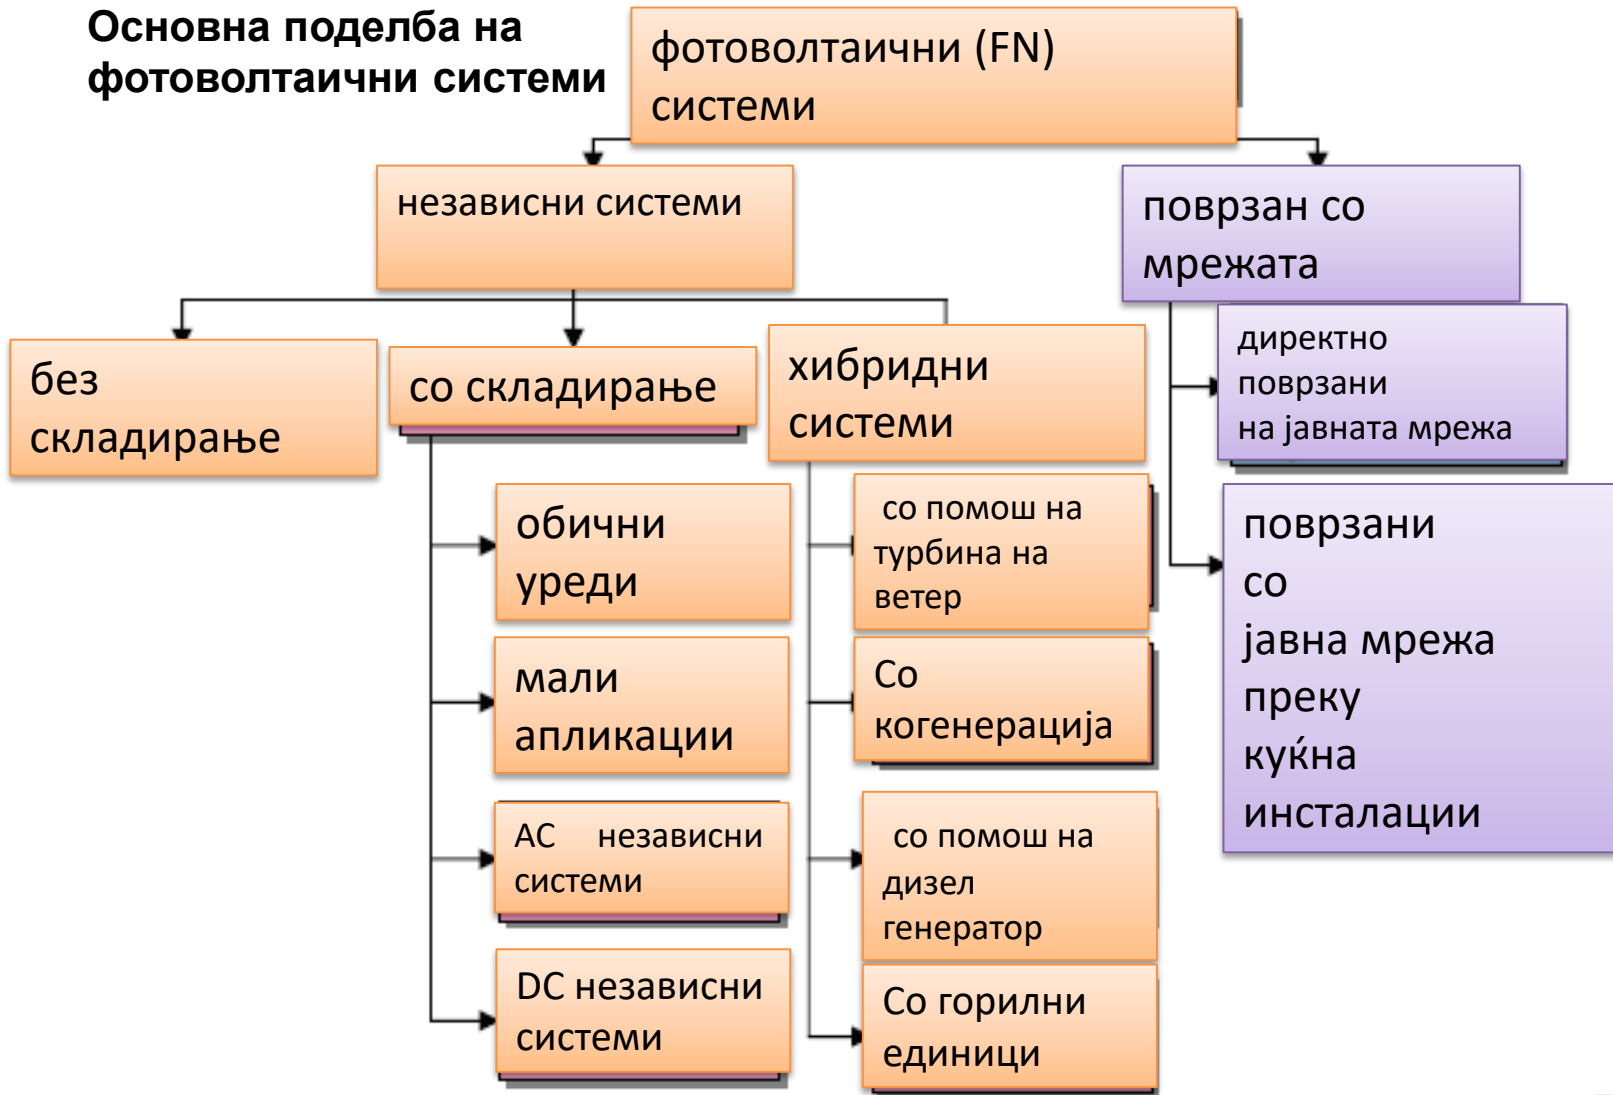 Основна поделба на
фотоволтаични системи
фотоволтаични (FN)
системи
независни системи
поврзан со
мрежата
без
складирање
со складирање
хибридни
системи
директно
поврзани
на јавната мрежа
обични
уреди
мали
апликации
AC независни
системи
DC независни
системи
со помош на
турбина на
ветер
Со
когенерација
со помош на
дизел
генератор
Со горилни
единици
поврзани
со
јавна мрежа
преку
куќна
инсталации